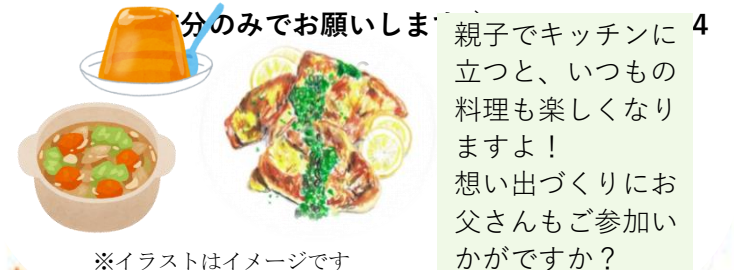 分のみでお願いしま
4
親子でキッチンに
立つと、いつもの
料理も楽しくなり
ますよ！
想い出づくりにお
父さんもご参加い
かがですか？
※イラストはイメージです